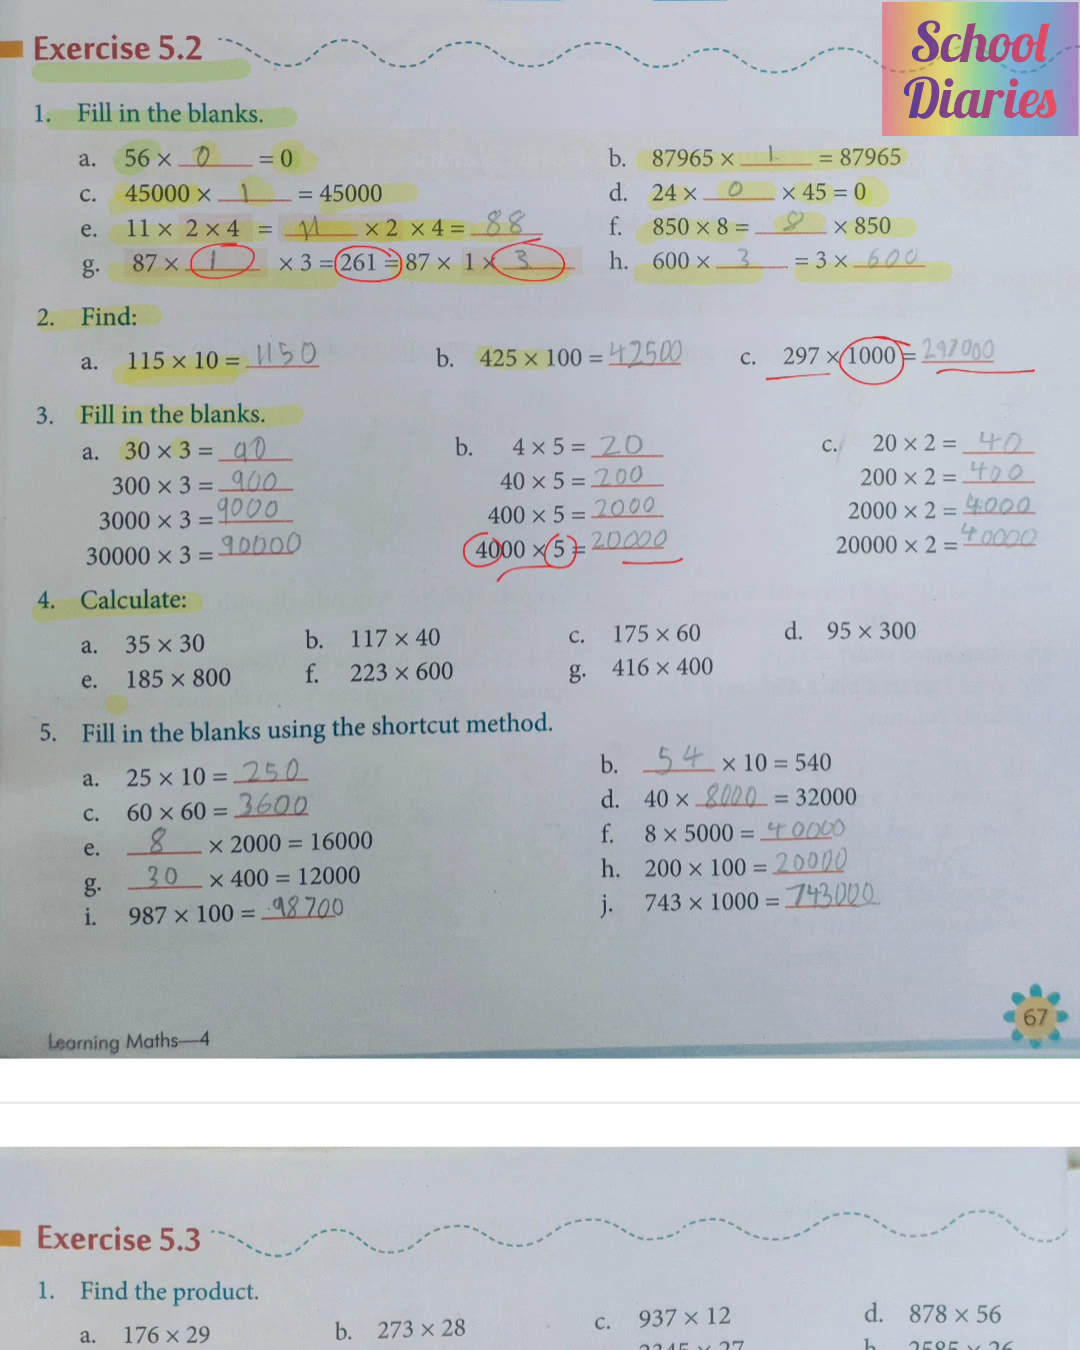 Exercise 5.2
School
Diaries
1. Fill in the blanks.
a. 56 × 0 = 0 b. 87965 × 1 = 87965
c. 45000 × 1 = 45000 d. 24 × 0 × 45 = 0
e. 11 × 2 × 4 = 11 × 2 × 4 = 88 f. 850 × 8 = 8 × 850
g. 87 × 1 × 3 = 261 = 87 × 1 × 3 h. 600 × 3 = 3 × 600
2. Find:
a. 115 × 10 = 1150 b. 425 × 100 = 42500 c. 297 × 1000 = 297000
3. Fill in the blanks.
a. 30 × 3 = 90 b. 4 × 5 = 20 c. 20 × 2 = 40
300 × 3 = 900 40 × 5 = 200 200 × 2 = 400
3000 × 3 = 9000 400 × 5 = 2000 2000 × 2 = 4000
30000 × 3 = 90000 4000 × 5 = 20000 20000 × 2 = 40000
4. Calculate:
a. 35 × 30 b. 117 × 40 c. 175 × 60 d. 95 × 300
e. 185 × 800 f. 223 × 600 g. 416 × 400
5. Fill in the blanks using the shortcut method.
a. 25 × 10 = 250 b. 54 × 10 = 540
c. 60 × 60 = 3600 d. 40 × 8000 = 32000
e. 8 × 2000 = 16000 f. 8 × 5000 = 40000
g. 30 × 400 = 12000 h. 200 × 100 = 20000
i. 987 × 100 = 98700 j. 743 × 1000 = 743000
67
Learning Maths—4
Exercise 5.3
1. Find the product.
a. 176 × 29 b. 273 × 28 c. 937 × 12 d. 878 × 56